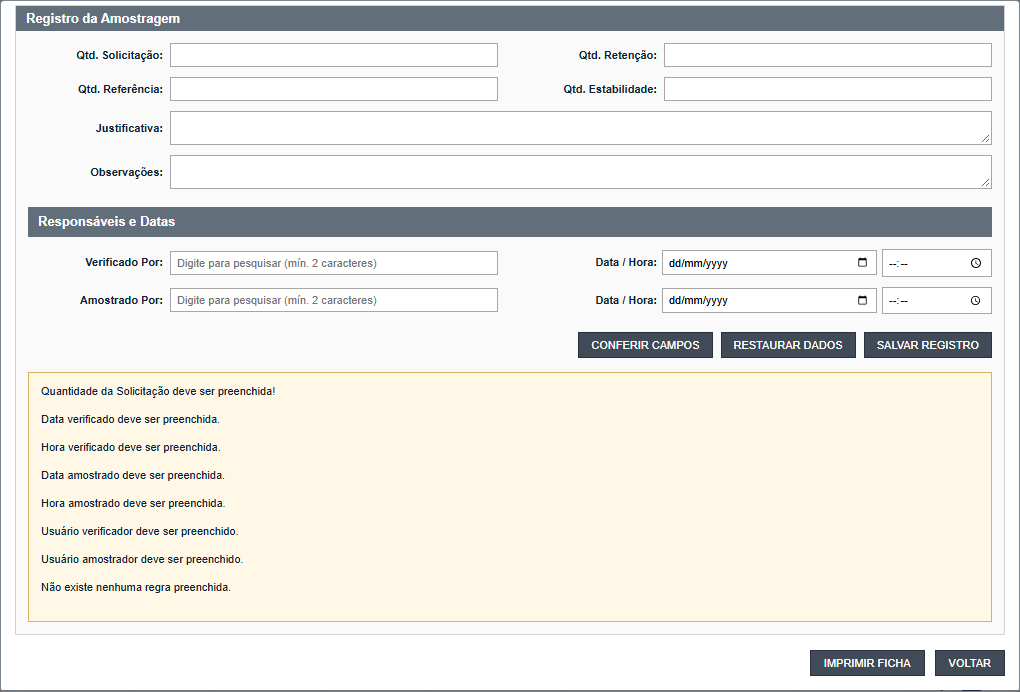 Registro da Amostragem
Qtd. Solicitação:
Qtd. Retenção:
Qtd. Referência:
Qtd. Estabilidade:
Justificativa:
Observações:
Responsáveis e Datas
Verificado Por: Digite para pesquisar (mín. 2 caracteres)
Data / Hora: dd/mm/yyyy --:--
Amostrado Por: Digite para pesquisar (mín. 2 caracteres)
Data / Hora: dd/mm/yyyy --:--
CONFERIR CAMPOS
RESTAURAR DADOS
SALVAR REGISTRO
Quantidade da Solicitação deve ser preenchida!
Data verificado deve ser preenchida.
Hora verificado deve ser preenchida.
Data amostrado deve ser preenchida.
Hora amostrado deve ser preenchida.
Usuário verificador deve ser preenchido.
Usuário amostrador deve ser preenchido.
Não existe nenhuma regra preenchida.
IMPRIMIR FICHA
VOLTAR